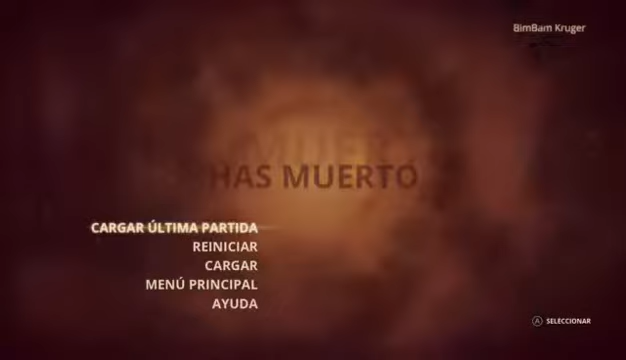 BimBam Kruger
HAS MUERTO
CARGAR ÚLTIMA PARTIDA
REINICIAR
CARGAR
MENÚ PRINCIPAL
AYUDA
A SELECCIONAR